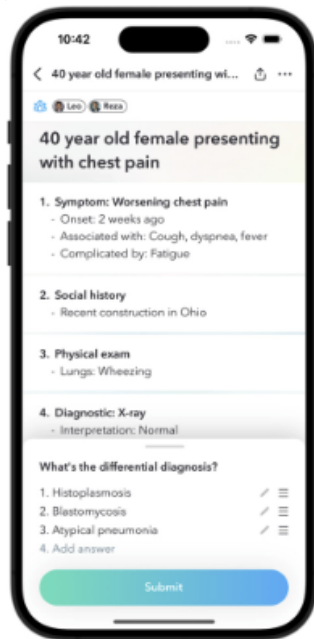 10:42
40 year old female presenting wi...
Leo Reza
40 year old female presenting
with chest pain
1. Symptom: Worsening chest pain
- Onset: 2 weeks ago
- Associated with: Cough, dyspnea, fever
- Complicated by: Fatigue
2. Social history
- Recent construction in Ohio
3. Physical exam
- Lungs: Wheezing
4. Diagnostic: X-ray
- Interpretation: Normal
What's the differential diagnosis?
1. Histoplasmosis
2. Blastomycosis
3. Atypical pneumonia
4. Add answer
Submit